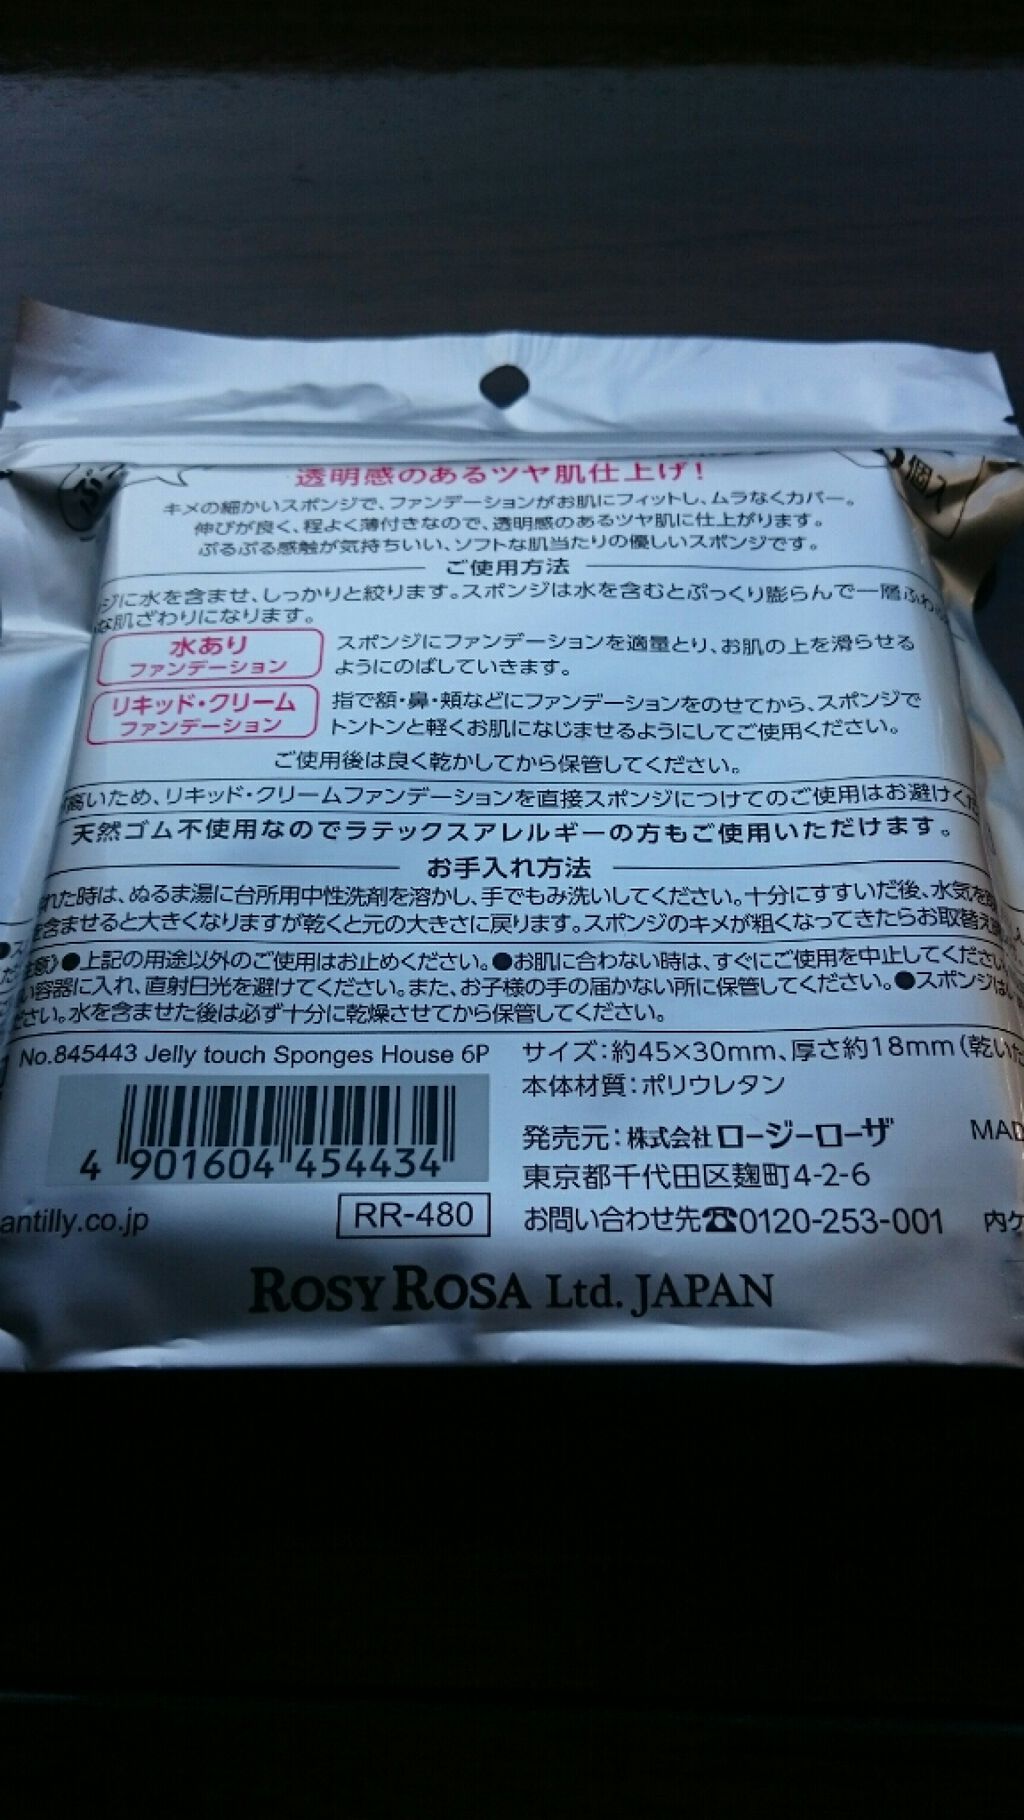 個入
透明感のあるツヤ肌仕上げ!
キメの細かいスポンジで、ファンデーションがお肌にフィットし、ムラなくカバー。
伸びが良く、程よく薄付きなので、透明感のあるツヤ肌に仕上がります。
ぷるぷる感触が気持ちいい、ソフトな肌当たりの優しいスポンジです。
ご使用方法
ジに水を含ませ、しっかりと絞ります。スポンジは水を含むとぷっくり膨らんで一層ふわ
な肌ざわりになります。
水あり
ファンデーション
スポンジにファンデーションを適量とり、お肌の上を滑らせる
ようにのばしていきます。
リキッド・クリーム
ファンデーション
指で額・鼻・頬などにファンデーションをのせてから、スポンジで
トントンと軽くお肌になじませるようにしてご使用ください。
ご使用後は良く乾かしてから保管してください。
高いため、リキッド・クリームファンデーションを直接スポンジにつけてのご使用はお避けく
天然ゴム不使用なのでラテックスアレルギーの方もご使用いただけます。
お手入れ方法
れた時は、ぬるま湯に台所用中性洗剤を溶かし、手でもみ洗いしてください。十分にすすいだ後、水気を
含ませると大きくなりますが乾くと元の大きさに戻ります。スポンジのキメが粗くなってきたらお取替え
意》●上記の用途以外のご使用はお止めください。●お肌に合わない時は、すぐにご使用を中止してくださ
い容器に入れ、直射日光を避けてください。また、お子様の手の届かない所に保管してください。●スポンジは
さい。水を含ませた後は必ず十分に乾燥させてから保管してください。
No.845443 Jelly touch Sponges House 6P
サイズ:約45×30mm、厚さ約18mm(乾いた
本体材質:ポリウレタン
4 901604 454434
発売元:株式会社ロージーローザ
MAD
東京都千代田区麹町4-2-6
antilly.co.jp
RR-480
お問い合わせ先☎0120-253-001
内ケ
ROSY ROSA Ltd. JAPAN